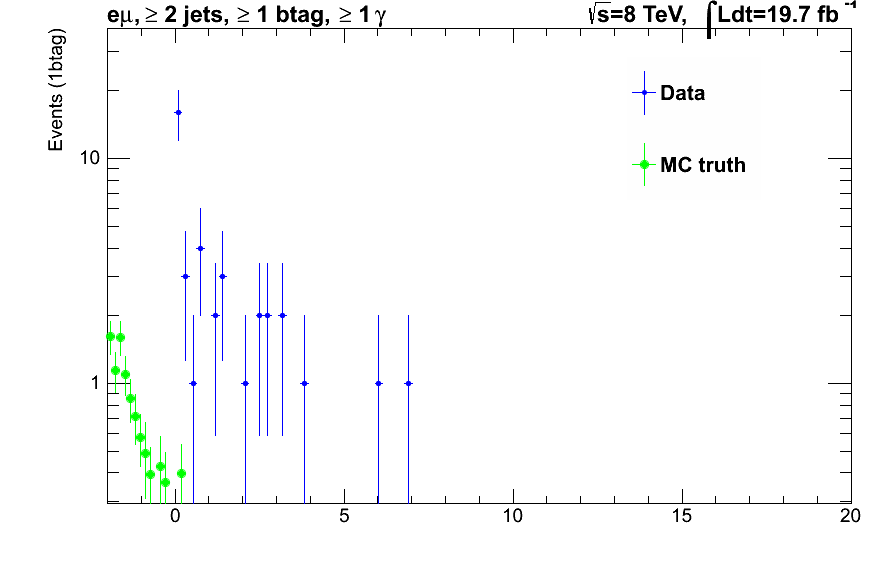 eμ, ≥ 2 jets, ≥ 1 btag, ≥ 1 γ
√s=8 TeV, ∫Ldt=19.7 fb⁻¹
Events (1btag)
Data
MC truth
10
1
0 5 10 15 20